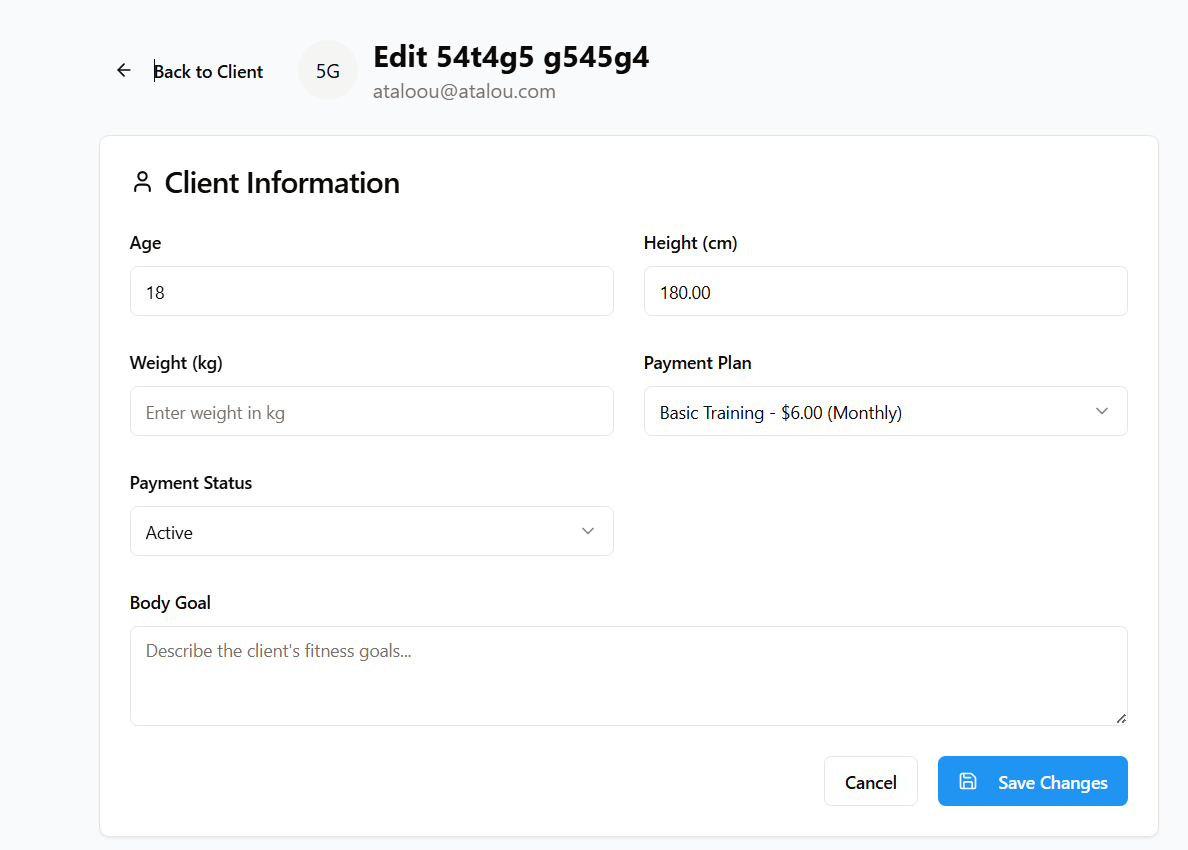 Back to Client
5G
Edit 54t4g5 g545g4
ataloou@atalou.com
Client Information
Age
Height (cm)
18
180.00
Weight (kg)
Payment Plan
Enter weight in kg
Basic Training - $6.00 (Monthly)
Payment Status
Active
Body Goal
Describe the client's fitness goals...
Cancel
Save Changes